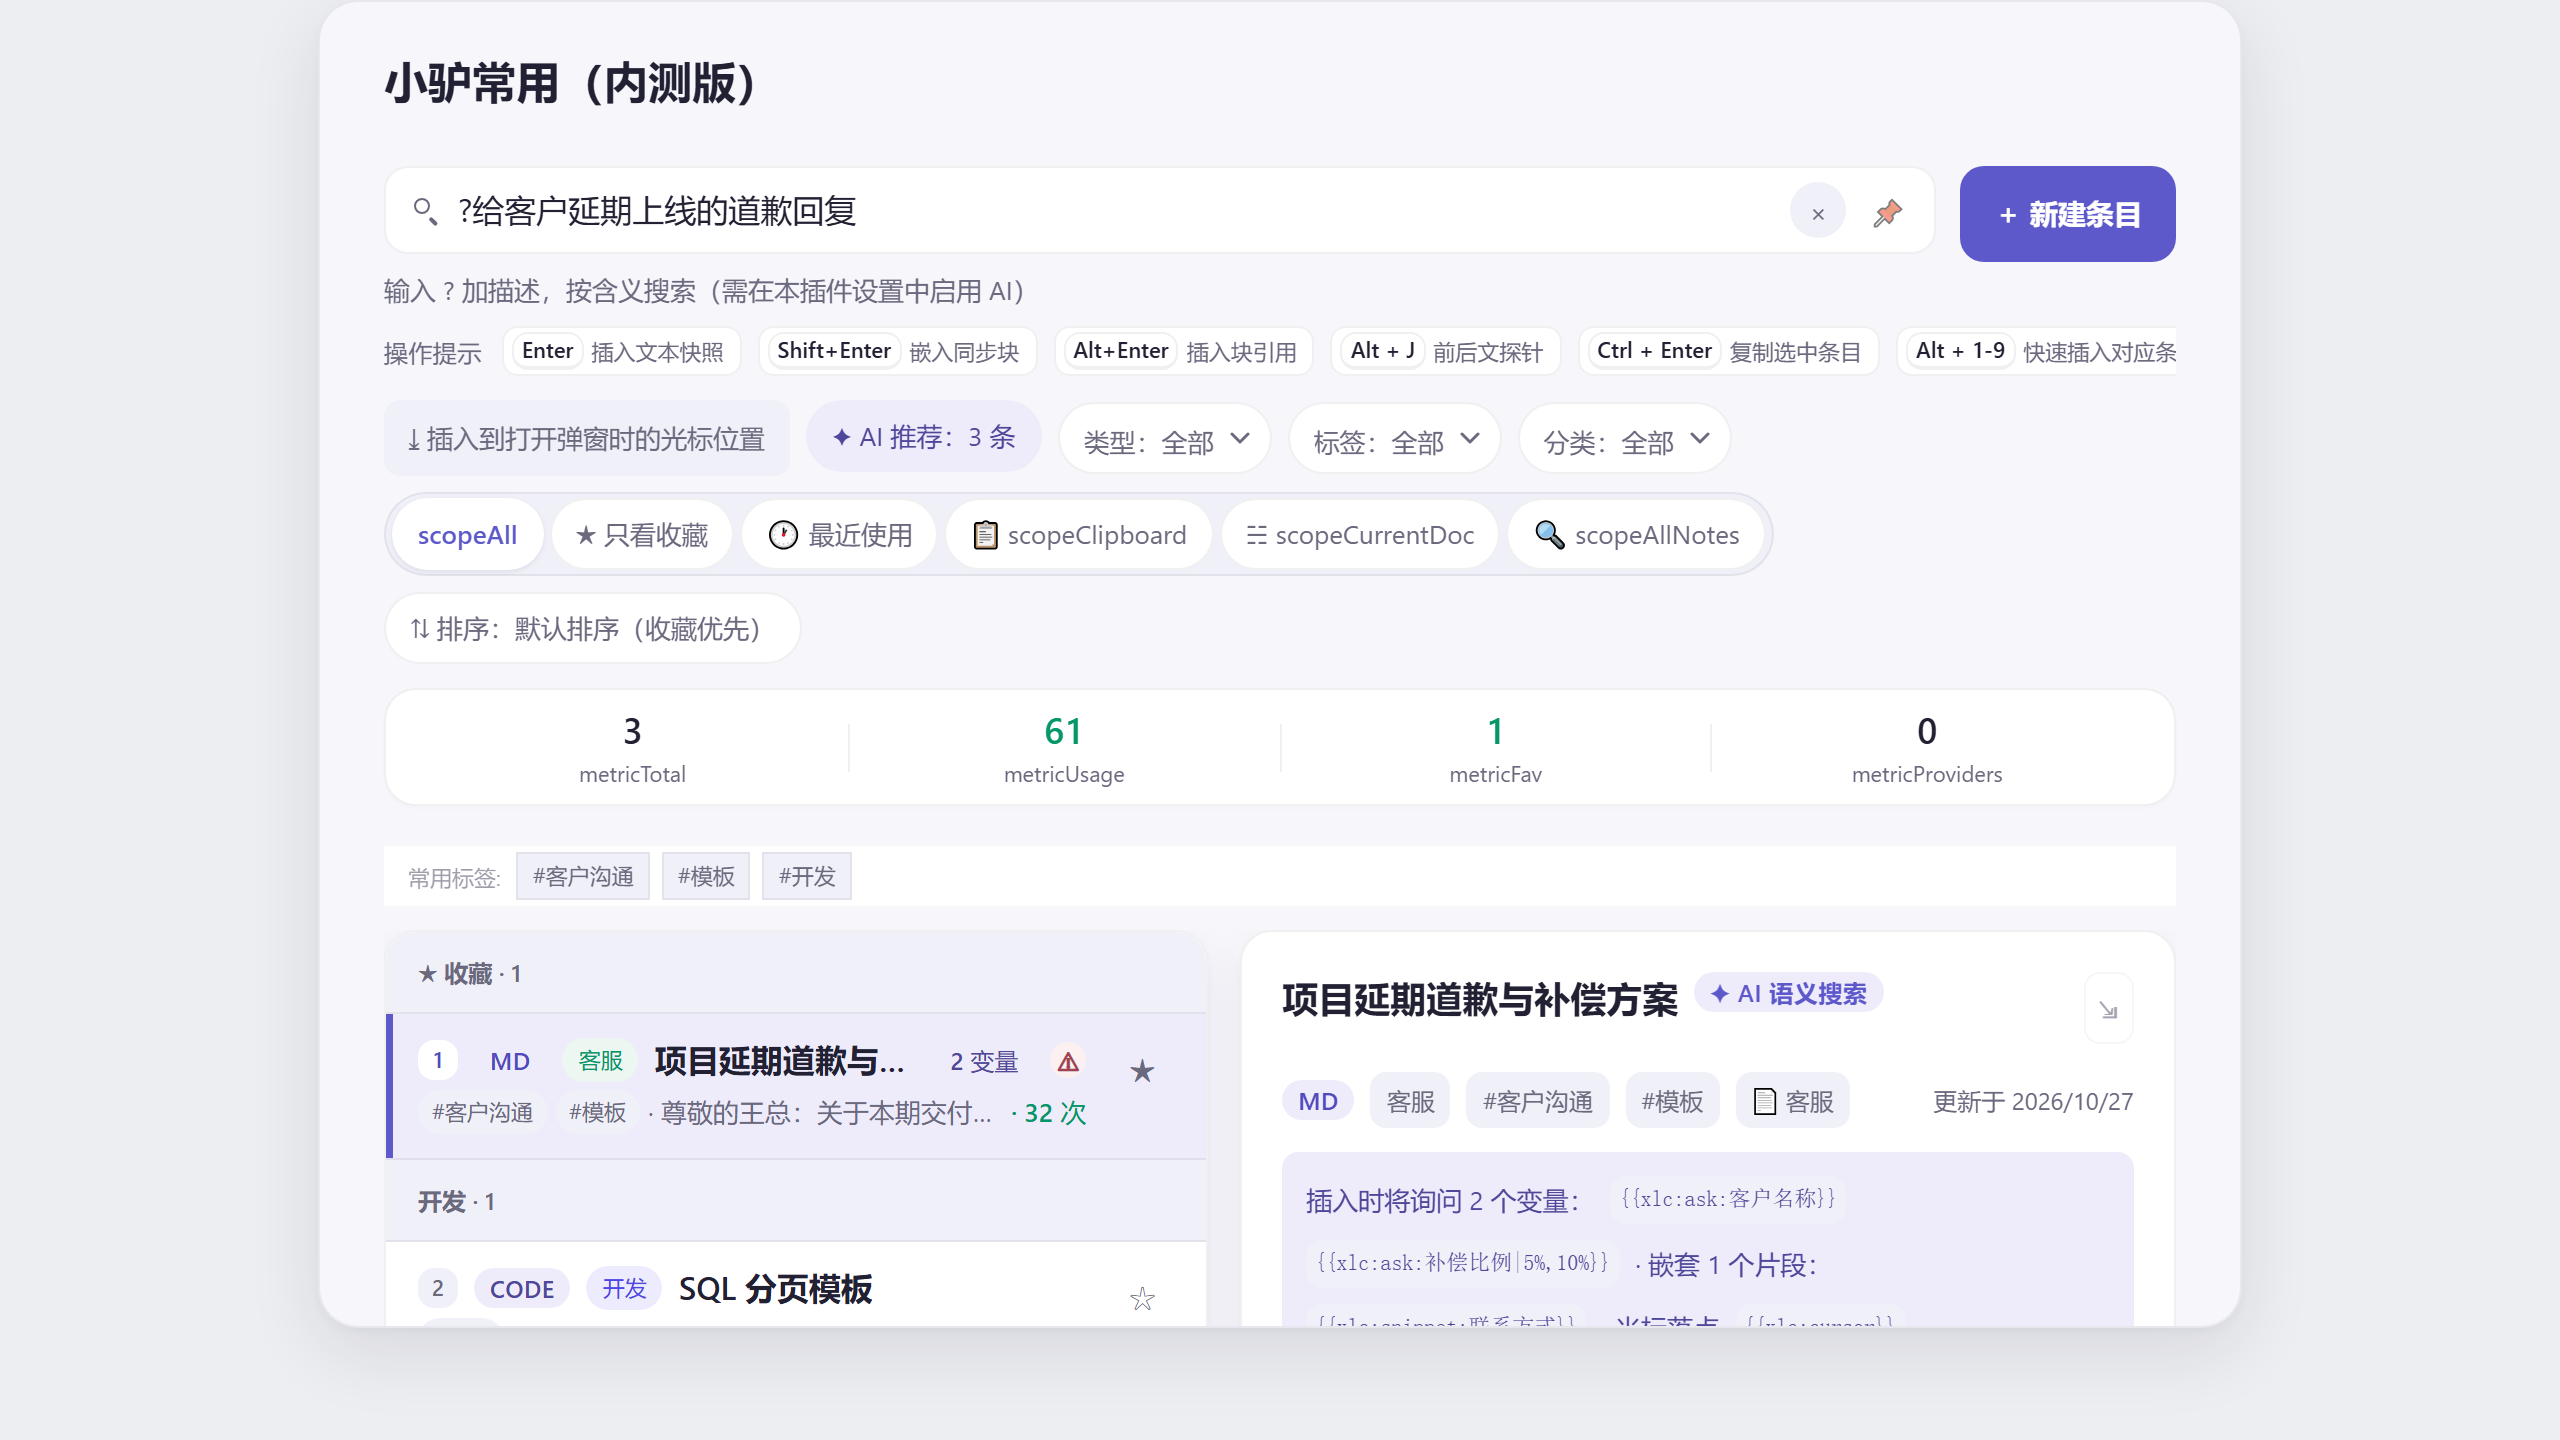 小驴常用（内测版）
?给客户延期上线的道歉回复
×
+ 新建条目
输入 ? 加描述，按含义搜索（需在本插件设置中启用 AI）
操作提示 Enter 插入文本快照 Shift+Enter 嵌入同步块 Alt+Enter 插入块引用 Alt + J 前后文探针 Ctrl + Enter 复制选中条目 Alt + 1-9 快速插入对应条
⤓ 插入到打开弹窗时的光标位置 ✦ AI 推荐：3 条 类型：全部 标签：全部 分类：全部
scopeAll ★ 只看收藏 最近使用 scopeClipboard ☵ scopeCurrentDoc scopeAllNotes
⇅ 排序：默认排序（收藏优先）
3 61 1 0
metricTotal metricUsage metricFav metricProviders
常用标签: #客户沟通 #模板 #开发
★ 收藏 · 1
1 MD 客服 项目延期道歉与... 2 变量 ⚠ ★
#客户沟通 #模板 · 尊敬的王总：关于本期交付... · 32 次
开发 · 1
2 CODE 开发 SQL 分页模板 ☆
项目延期道歉与补偿方案 ✦ AI 语义搜索
MD 客服 #客户沟通 #模板 客服 更新于 2026/10/27
插入时将询问 2 个变量： {{xlc:ask:客户名称}}
{{xlc:ask:补偿比例|5%,10%}} · 嵌套 1 个片段：
{{xlc:snippet:联系方式}} · 光标落点 {{xlc:cursor}}